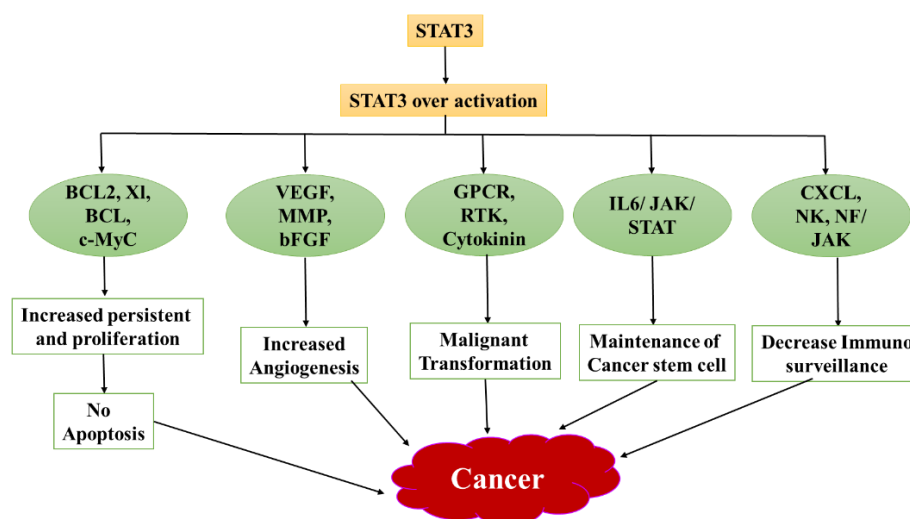 STAT3
STAT3 over activation
BCL2, Xl,
BCL,
c-MyC
VEGF,
MMP,
bFGF
GPCR,
RTK,
Cytokinin
IL6/ JAK/
STAT
CXCL,
NK, NF/
JAK
Increased persistent
and proliferation
Increased
Angiogenesis
Malignant
Transformation
Maintenance of
Cancer stem cell
Decrease Immuno
surveillance
No
Apoptosis
Cancer